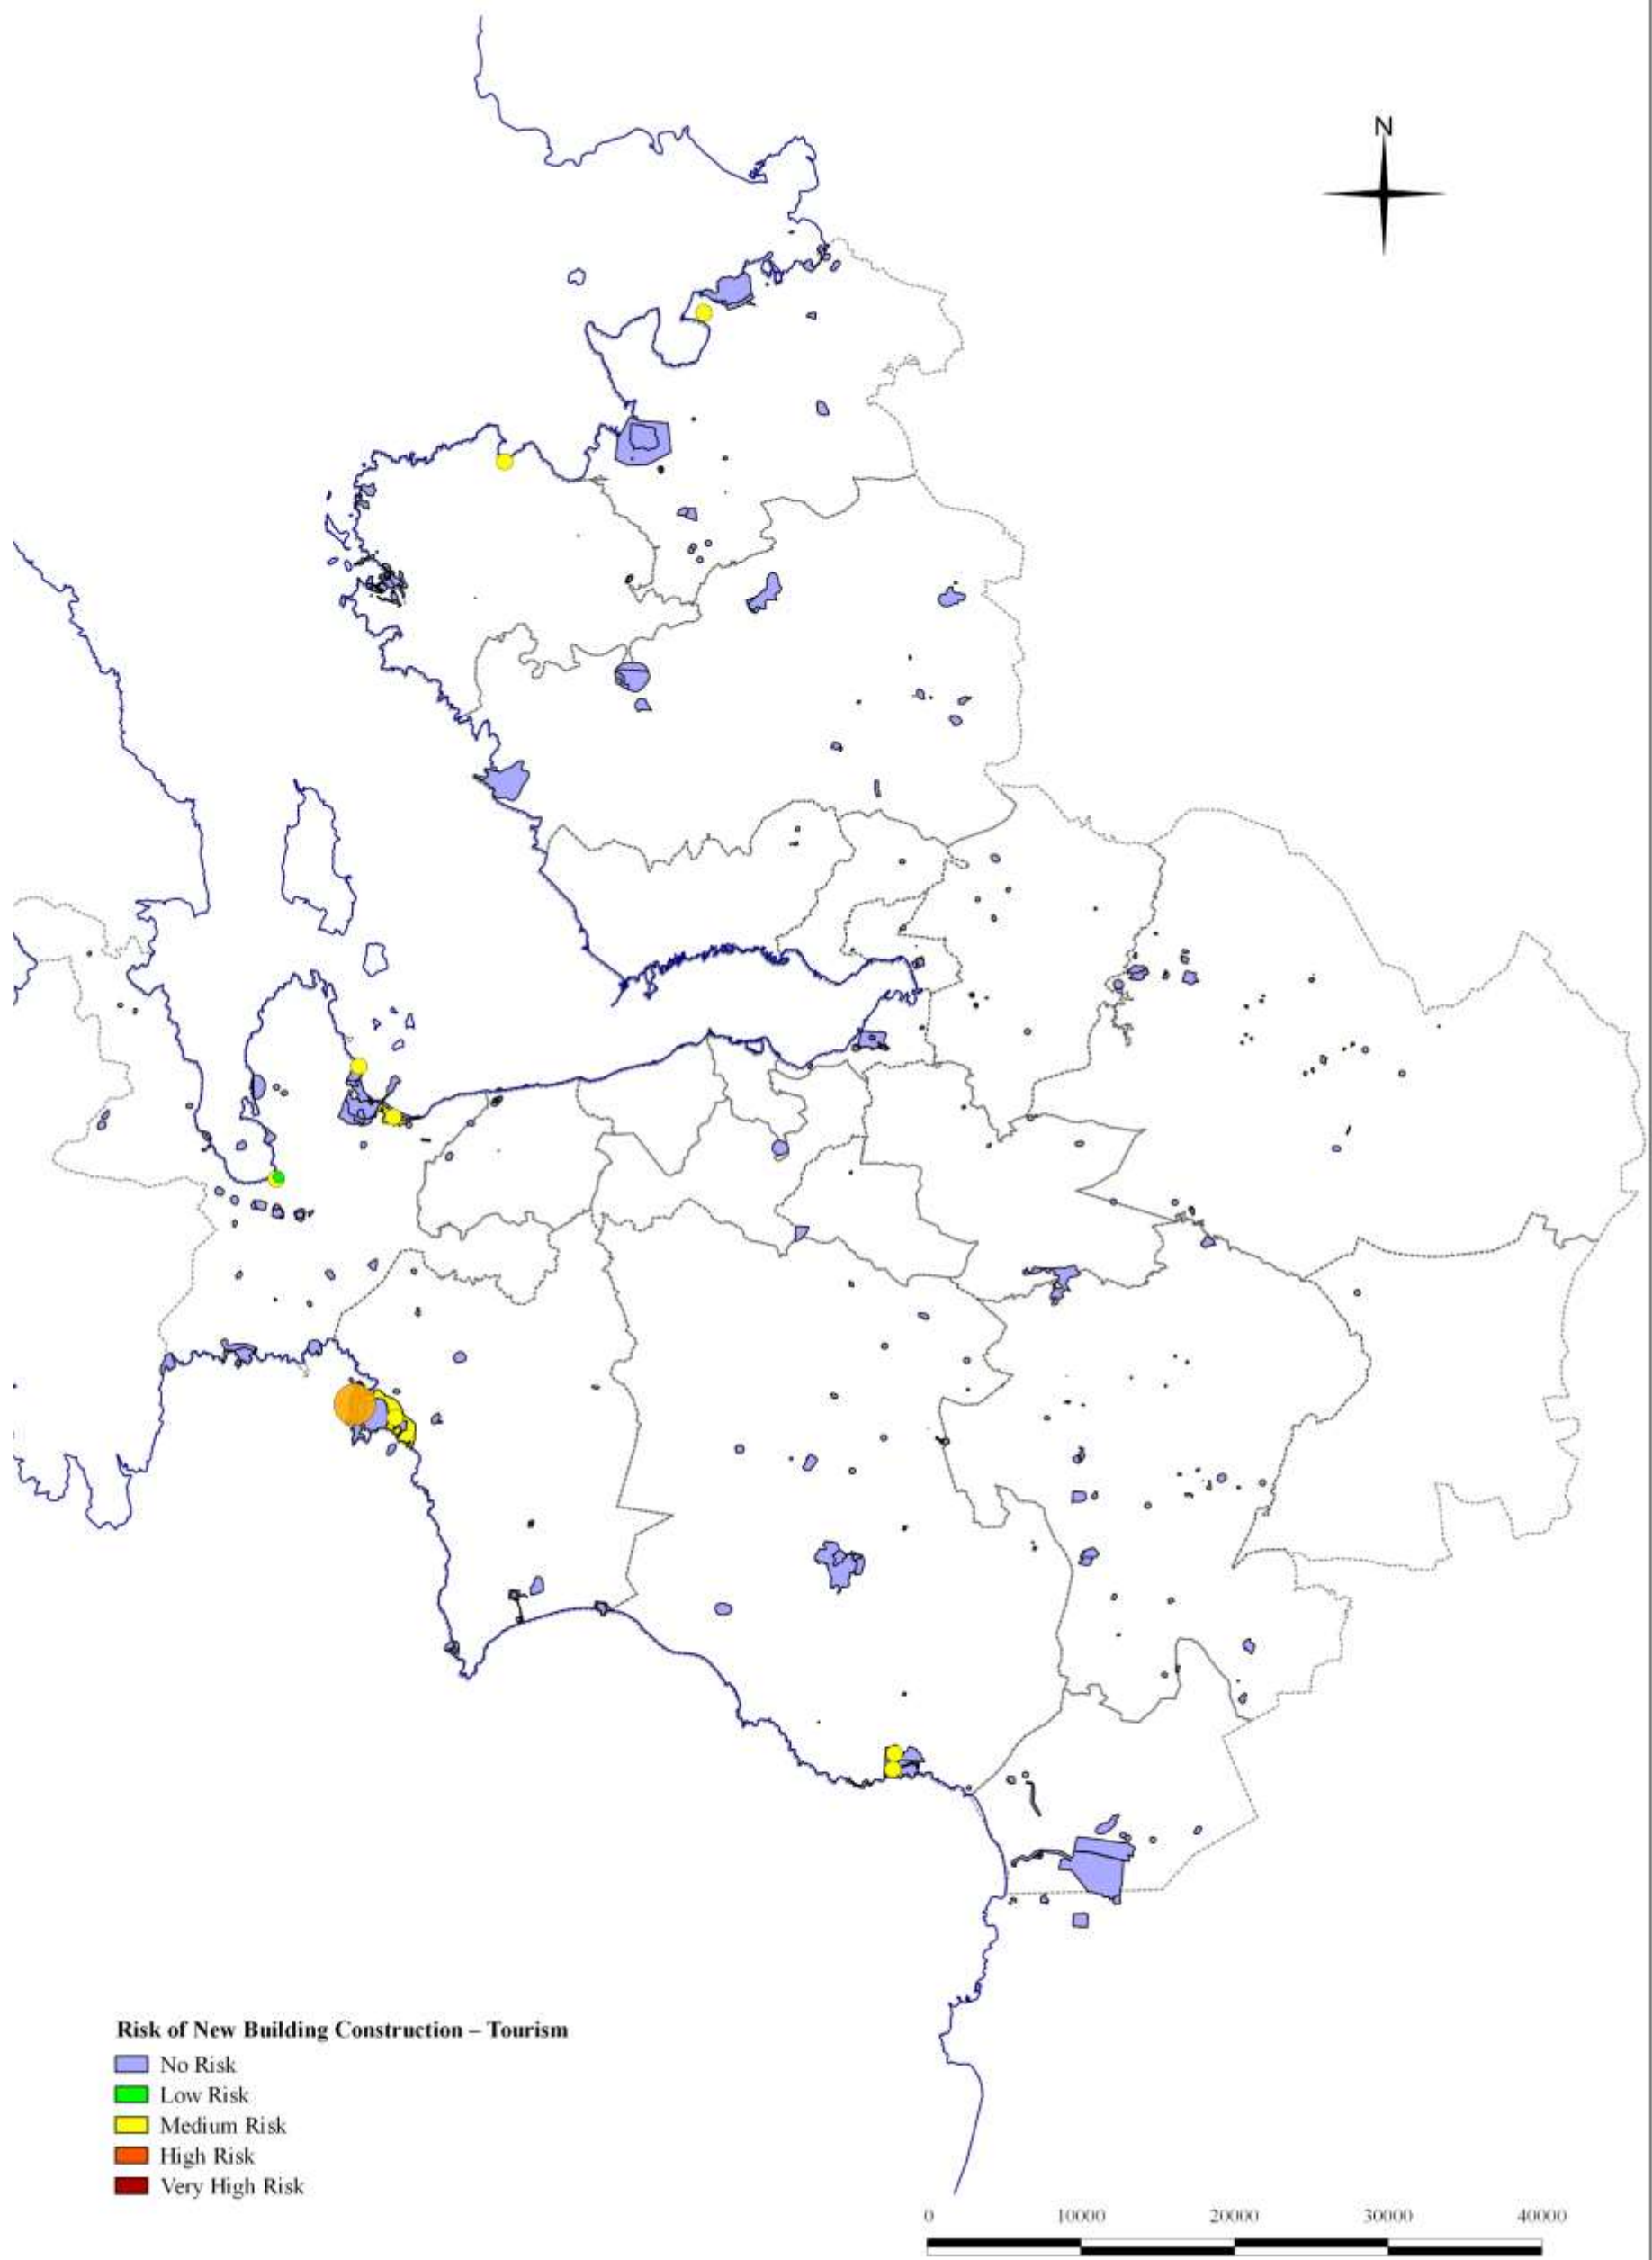 N
Risk of New Building Construction – Tourism
No Risk
Low Risk
Medium Risk
High Risk
Very High Risk
0 10000 20000 30000 40000